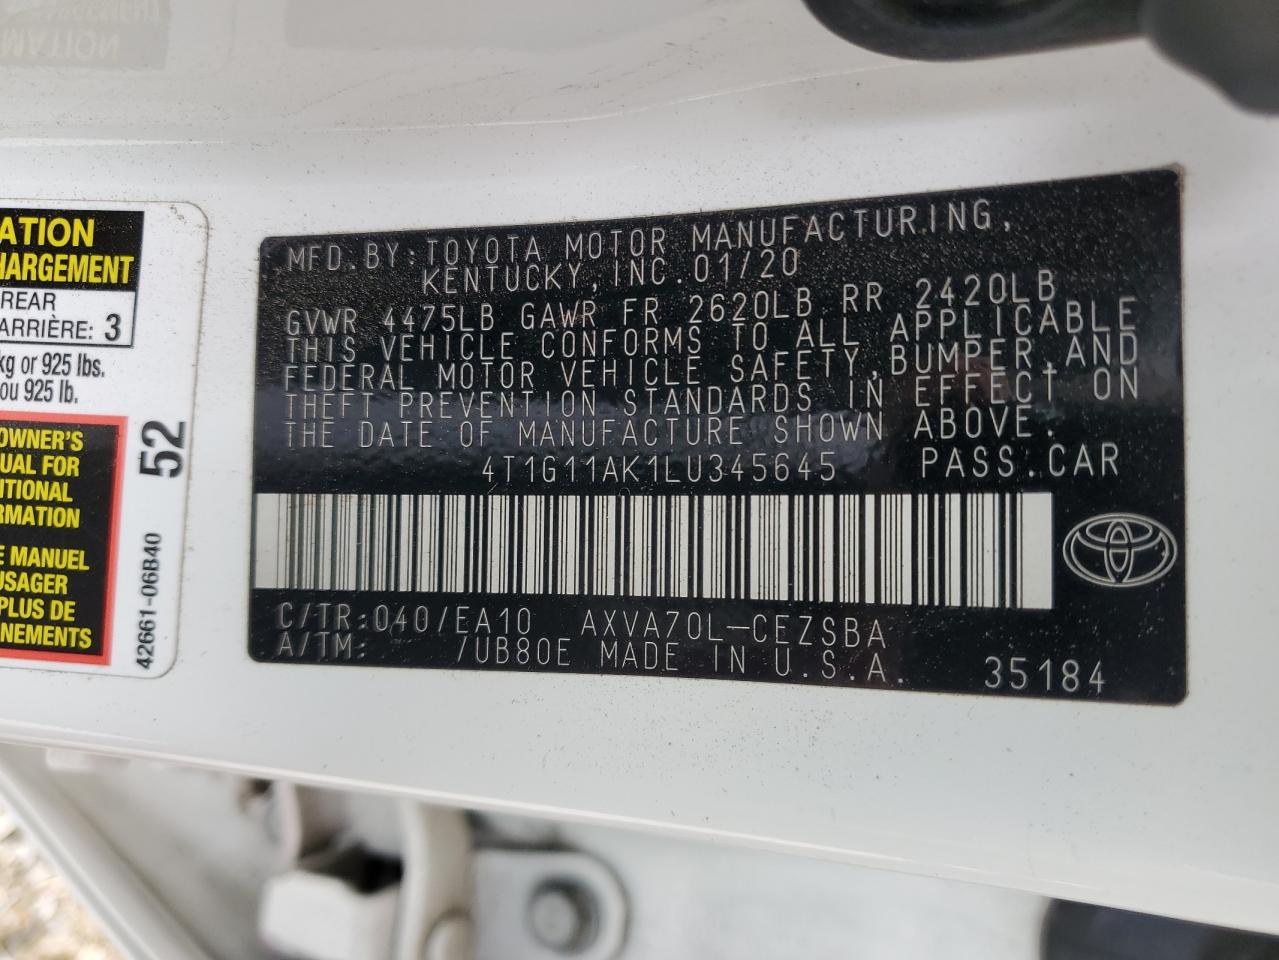 ATION
HARGEMENT
REAR
ARRIÈRE: 3
kg or 925 lbs.
ou 925 lb.
OWNER'S
UAL FOR
ITIONAL
RMATION
E MANUEL
USAGER
PLUS DE
NEMENTS
52
42661-06B40
MFD.BY:TOYOTA MOTOR MANUFACTURING,
KENTUCKY,INC.01/20
GVWR 4475LB GAWR FR 2620LB RR 2420LB
THIS VEHICLE CONFORMS TO ALL APPLICABLE
FEDERAL MOTOR VEHICLE SAFETY,BUMPER,AND
THEFT PREVENTION STANDARDS IN EFFECT ON
THE DATE OF MANUFACTURE SHOWN ABOVE.
4T1G11AK1LU345645 PASS.CAR
C/TR:040/EA10 AXVA70L-CEZSBA
A/TM: /UB80E MADE IN U.S.A. 35184